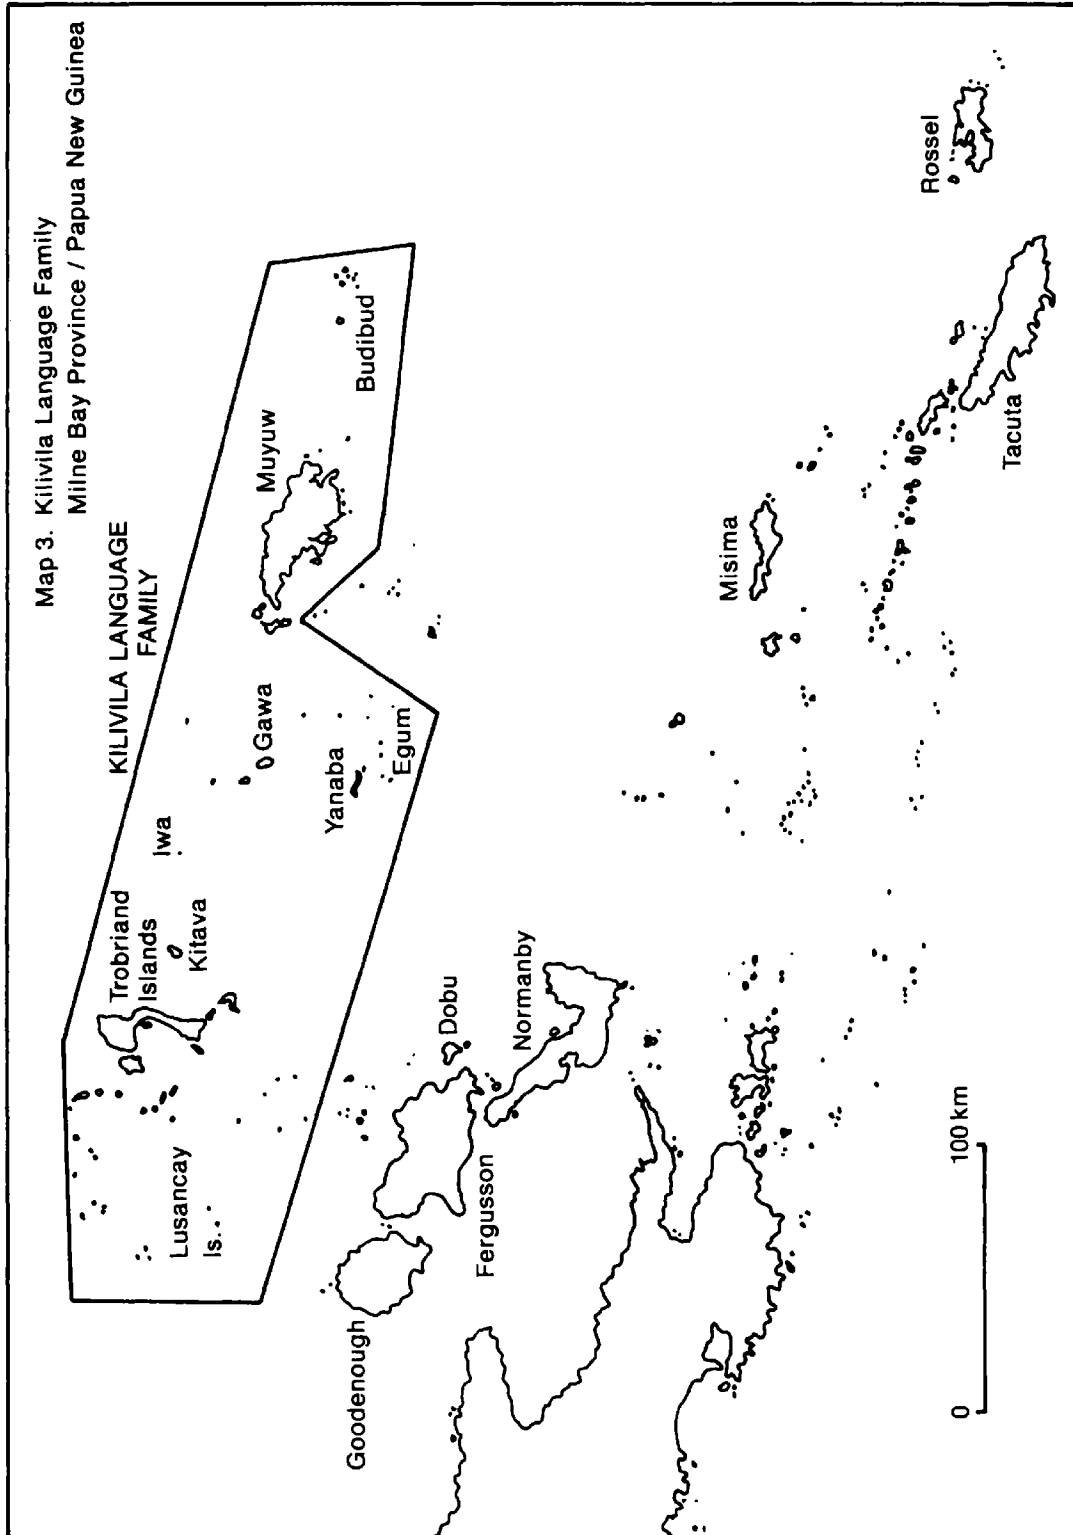 Map 3. Kilivila Language Family
Milne Bay Province / Papua New Guinea
KILIVILA LANGUAGE
FAMILY
Trobriand
Islands
Iwa
Kitava
Lusancay
Is.
Gawa
Muyuw
Yanaba
Egum
Budibud
Goodenough
Fergusson
Dobu
Normanby
Misima
Rossel
Tacuta
0
100 km